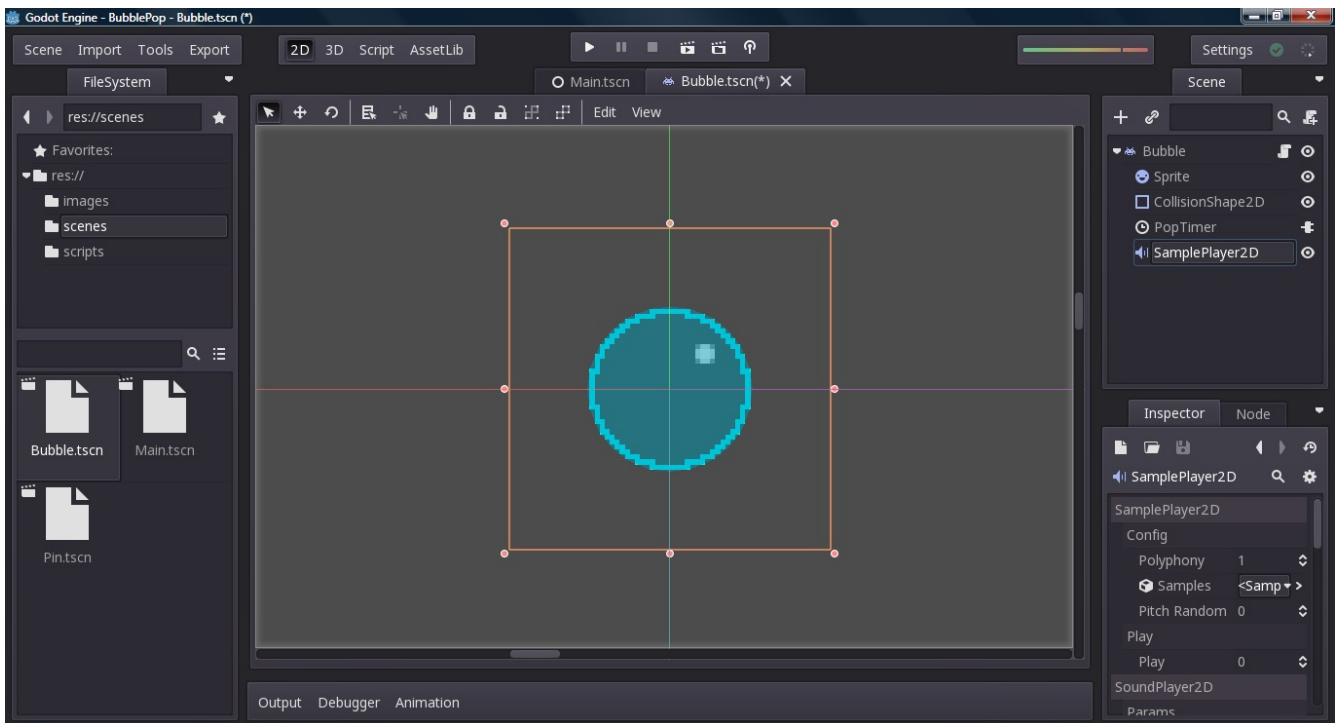 Godot Engine - BubblePop - Bubble.tscn (*)
Scene Import Tools Export
2D 3D Script AssetLib
Settings
FileSystem
Main.tscn
Bubble.tscn(*)
Scene
res://scenes
Edit View
Favorites:
res://
images
scenes
scripts
Bubble
Sprite
CollisionShape2D
PopTimer
SamplePlayer2D
Bubble.tscn
Main.tscn
Pin.tscn
Inspector Node
SamplePlayer2D
SamplePlayer2D
Config
Polyphony 1
Samples <Samp
Pitch Random 0
Play
Play 0
SoundPlayer2D
Params
Output Debugger Animation